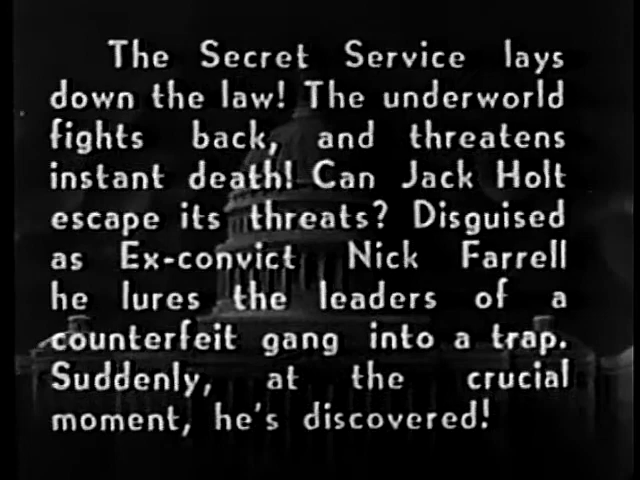 The Secret Service lays
down the law! The underworld
fights back, and threatens
instant death! Can Jack Holt
escape its threats? Disguised
as Ex-convict Nick Farrell
he lures the leaders of a
counterfeit gang into a trap.
Suddenly, at the crucial
moment, he's discovered!